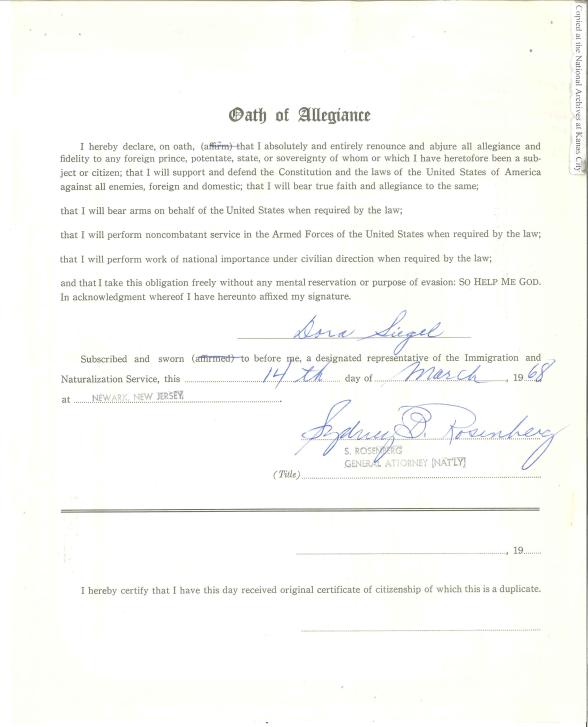 Copied at the National Archives at Kanas City
Oath of Allegiance
I hereby declare, on oath, (affirm) that I absolutely and entirely renounce and abjure all allegiance and
fidelity to any foreign prince, potentate, state, or sovereignty of whom or which I have heretofore been a sub-
ject or citizen; that I will support and defend the Constitution and the laws of the United States of America
against all enemies, foreign and domestic; that I will bear true faith and allegiance to the same;
that I will bear arms on behalf of the United States when required by the law;
that I will perform noncombatant service in the Armed Forces of the United States when required by the law;
that I will perform work of national importance under civilian direction when required by the law;
and that I take this obligation freely without any mental reservation or purpose of evasion: SO HELP ME GOD.
In acknowledgment whereof I have hereunto affixed my signature.
Dora Siegel
Subscribed and sworn (affirmed) to before me, a designated representative of the Immigration and
Naturalization Service, this 14th day of March, 1968
at NEWARK, NEW JERSEY.
Sydney B. Rosenberg
S. ROSENBERG
GENERAL ATTORNEY (NAT'LY)
(Title)
, 19
I hereby certify that I have this day received original certificate of citizenship of which this is a duplicate.